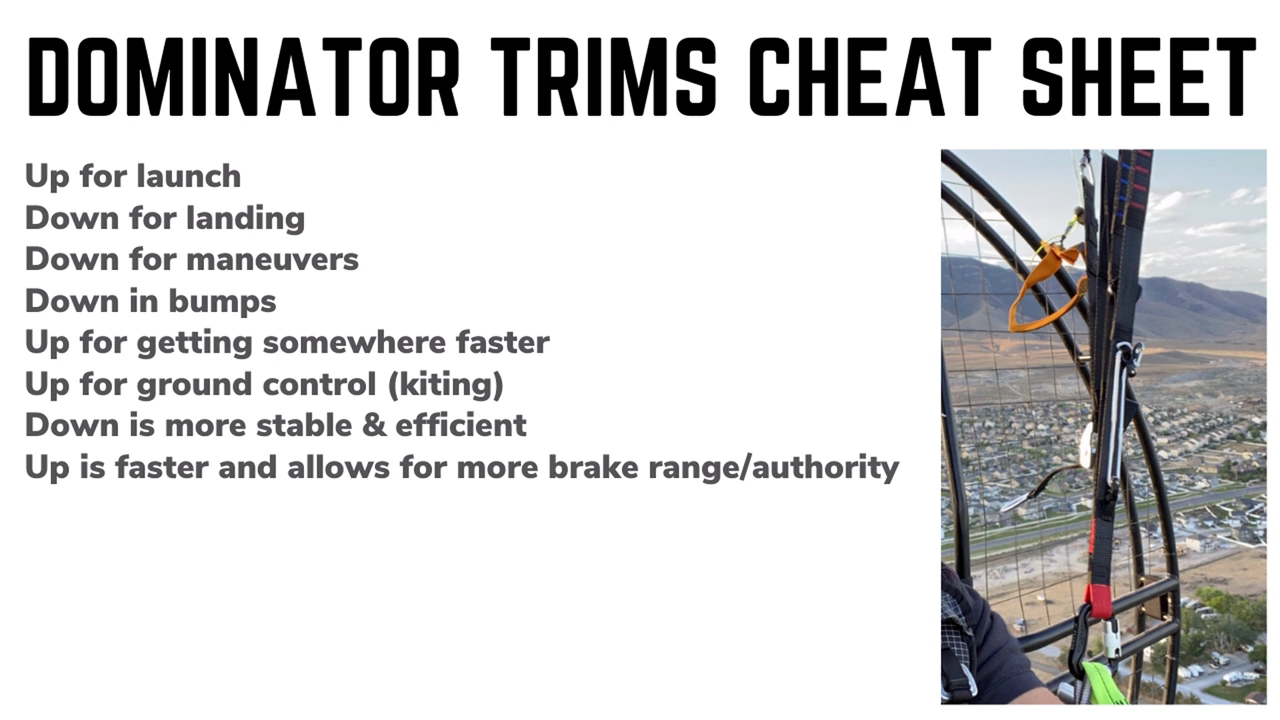 DOMINATOR TRIMS CHEAT SHEET
Up for launch
Down for landing
Down for maneuvers
Down in bumps
Up for getting somewhere faster
Up for ground control (kiting)
Down is more stable & efficient
Up is faster and allows for more brake range/authority